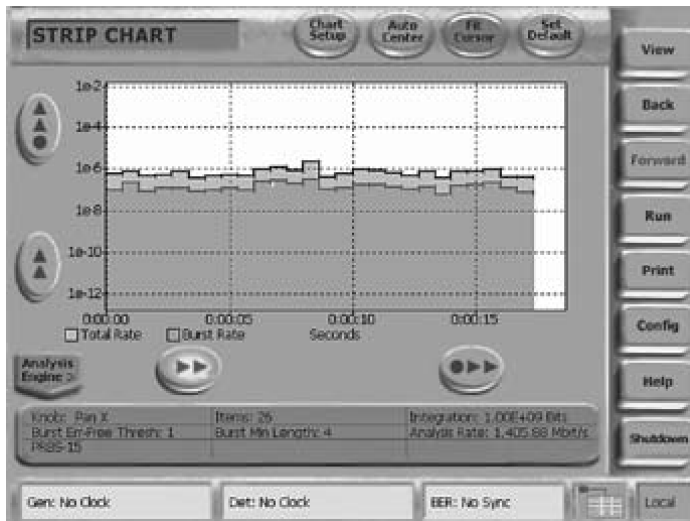 STRIP CHART
Chart Setup
Auto Center
Fit Cursor
Set Default
View
Back
Forward
Run
Print
Config
Help
Shutdown
1e-2
1e-4
1e-6
1e-8
1e-10
1e-12
0:00:00 0:00:05 0:00:10 0:00:15
Total Rate Burst Rate Seconds
Analysis Engine >
Knob: Pan X Items: 26 Integration: 1.00E+09 Bits
Burst Err-Free Thresh: 1 Burst Min Length: 4 Analysis Rate: 1,405.88 Mbit/s
PRBS-15
Gen: No Clock Det: No Clock BER: No Sync Local